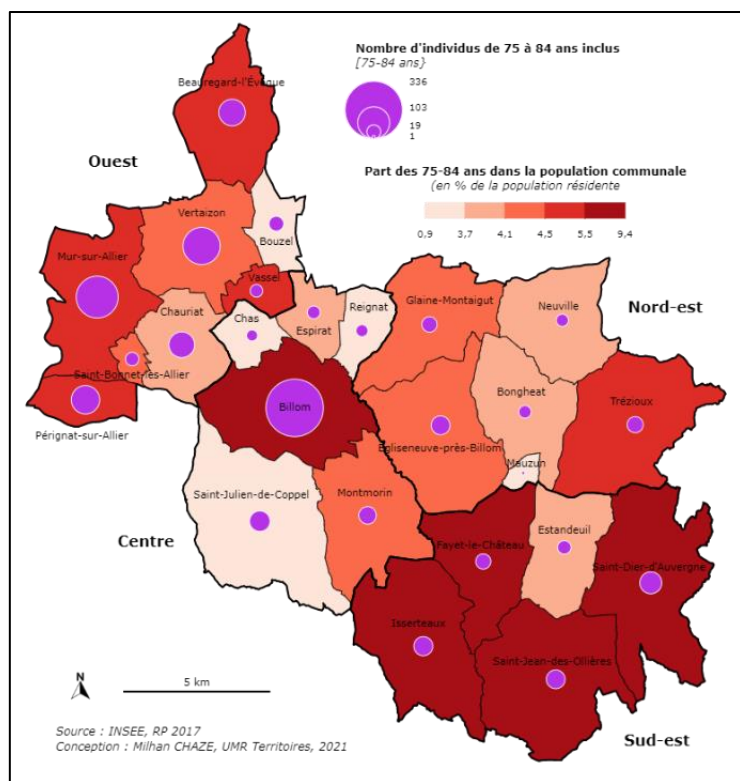 Nombre d'individus de 75 à 84 ans inclus
[75-84 ans}
336
103
19
1
Part des 75-84 ans dans la population communale
(en % de la population résidente
0,9
3,7
4,1
4,5
5,5
9,4
Beauregard-l'Évêque
Ouest
Vertaizon
Bouzel
Mur-sur-Allier
Vassel
Chauriat
Chas
Espirat
Reignat
Glaine-Montaigut
Neuville
Nord-est
Saint-Bonnet-lès-Allier
Billom
Bongheat
Trézioux
Pérignat-sur-Allier
Égliseneuve-près-Billom
Mauzun
Saint-Julien-de-Coppel
Montmorin
Centre
Fayet-le-Château
Estandeuil
Saint-Dier-d'Auvergne
Isserteaux
Saint-Jean-des-Ollières
N
5 km
Source : INSEE, RP 2017
Conception : Milhan CHAZE, UMR Territoires, 2021
Sud-est